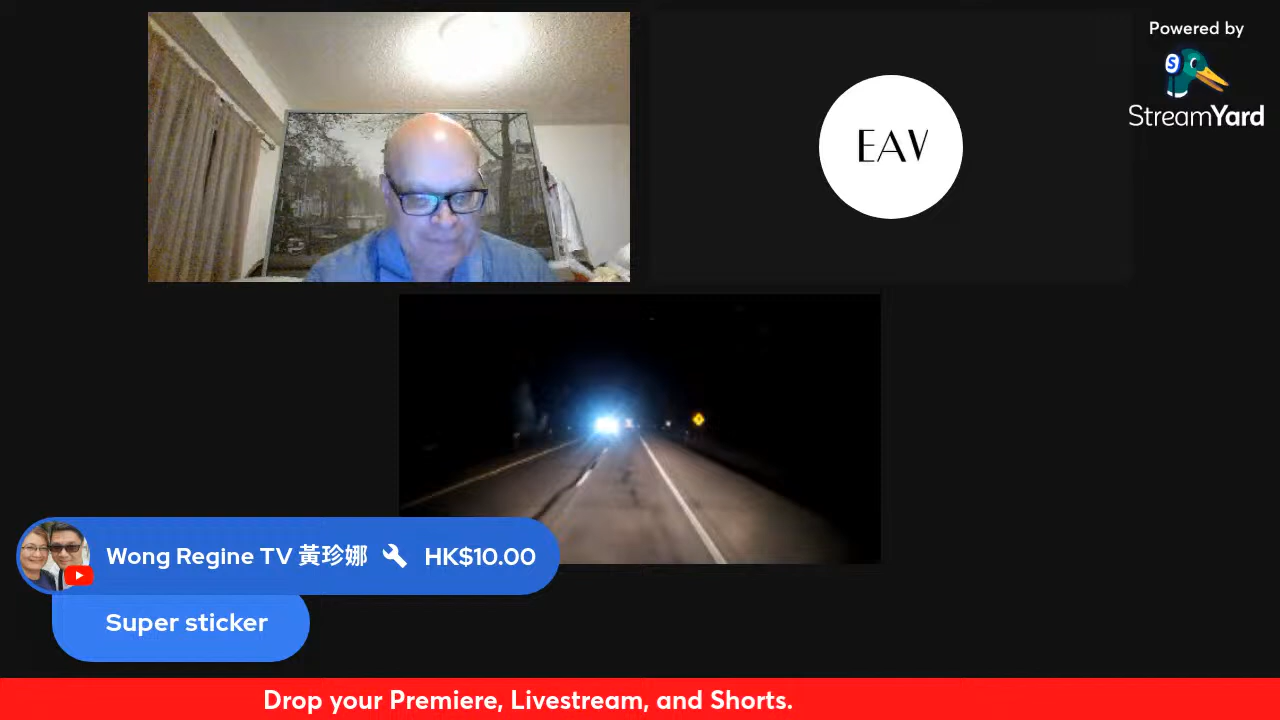 Powered by
S
StreamYard
EAV
Wong Regine TV 黃珍娜 HK$10.00
Super sticker
Drop your Premiere, Livestream, and Shorts.